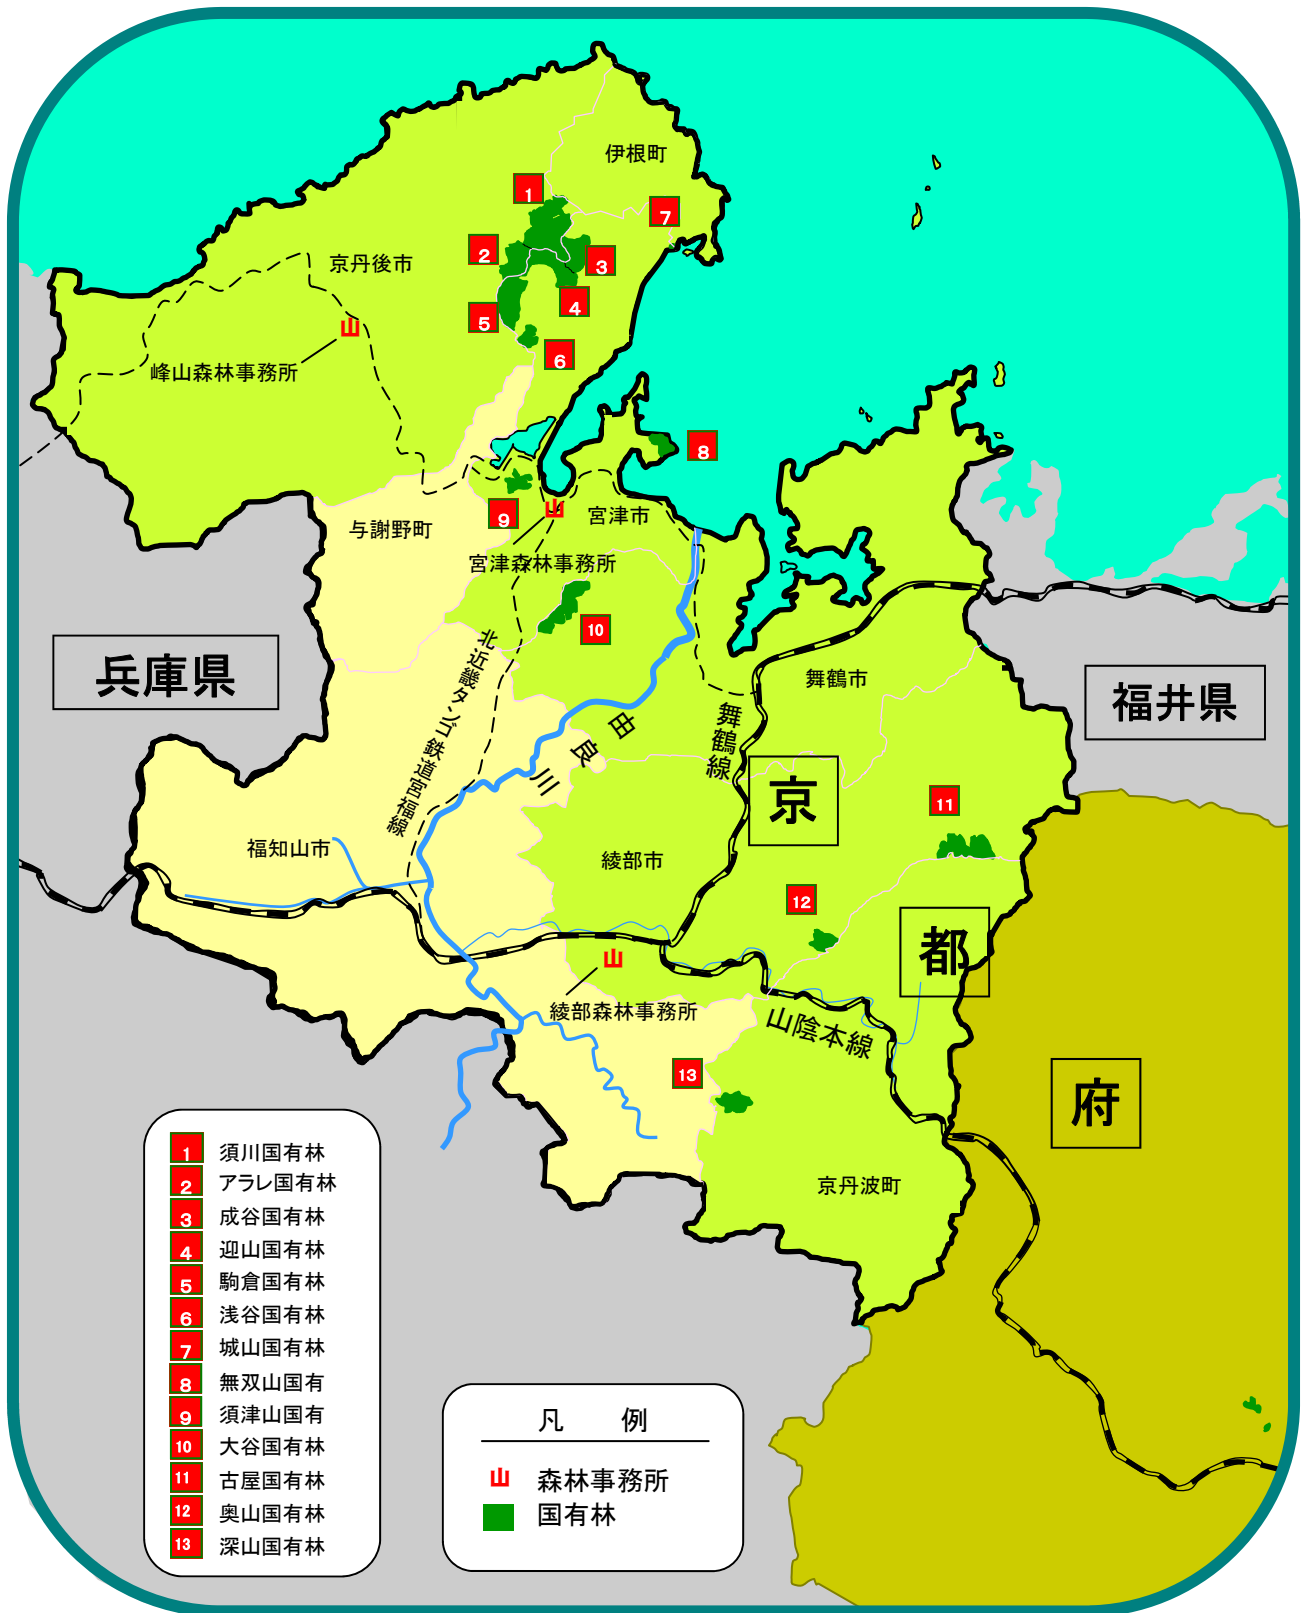 伊根町
1
7
2
京丹後市
3
4
5
峰山森林事務所
6
8
9
与謝野町
宮津市
宮津森林事務所
10
北近畿タンゴ鉄道宮福線
兵庫県
舞鶴市
福井県
由良川
舞鶴線
京都府
11
福知山市
綾部市
12
綾部森林事務所
山陰本線
13
京丹波町
1 須川国有林
2 アラレ国有林
3 成谷国有林
4 迎山国有林
5 駒倉国有林
6 浅谷国有林
7 城山国有林
8 無双山国有
9 須津山国有
10 大谷国有林
11 古屋国有林
12 奥山国有林
13 深山国有林
凡 例
山 森林事務所
国有林